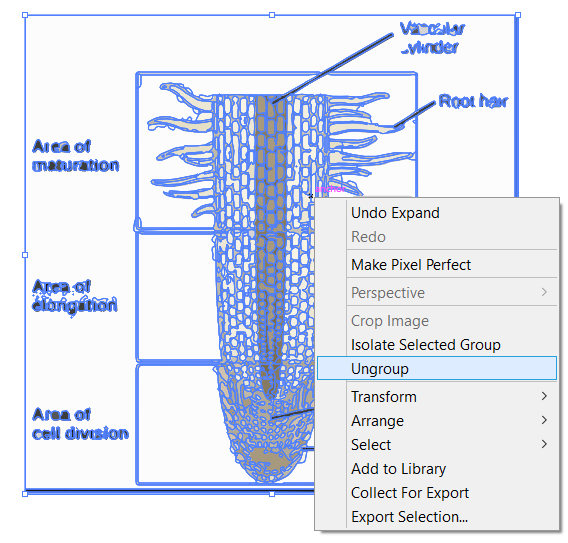 Vascular
cylinder
Root hair
Area of
maturation
Area of
elongation
Area of
cell division
Undo Expand
Redo
Make Pixel Perfect
Perspective
Crop Image
Isolate Selected Group
Ungroup
Transform
Arrange
Select
Add to Library
Collect For Export
Export Selection...